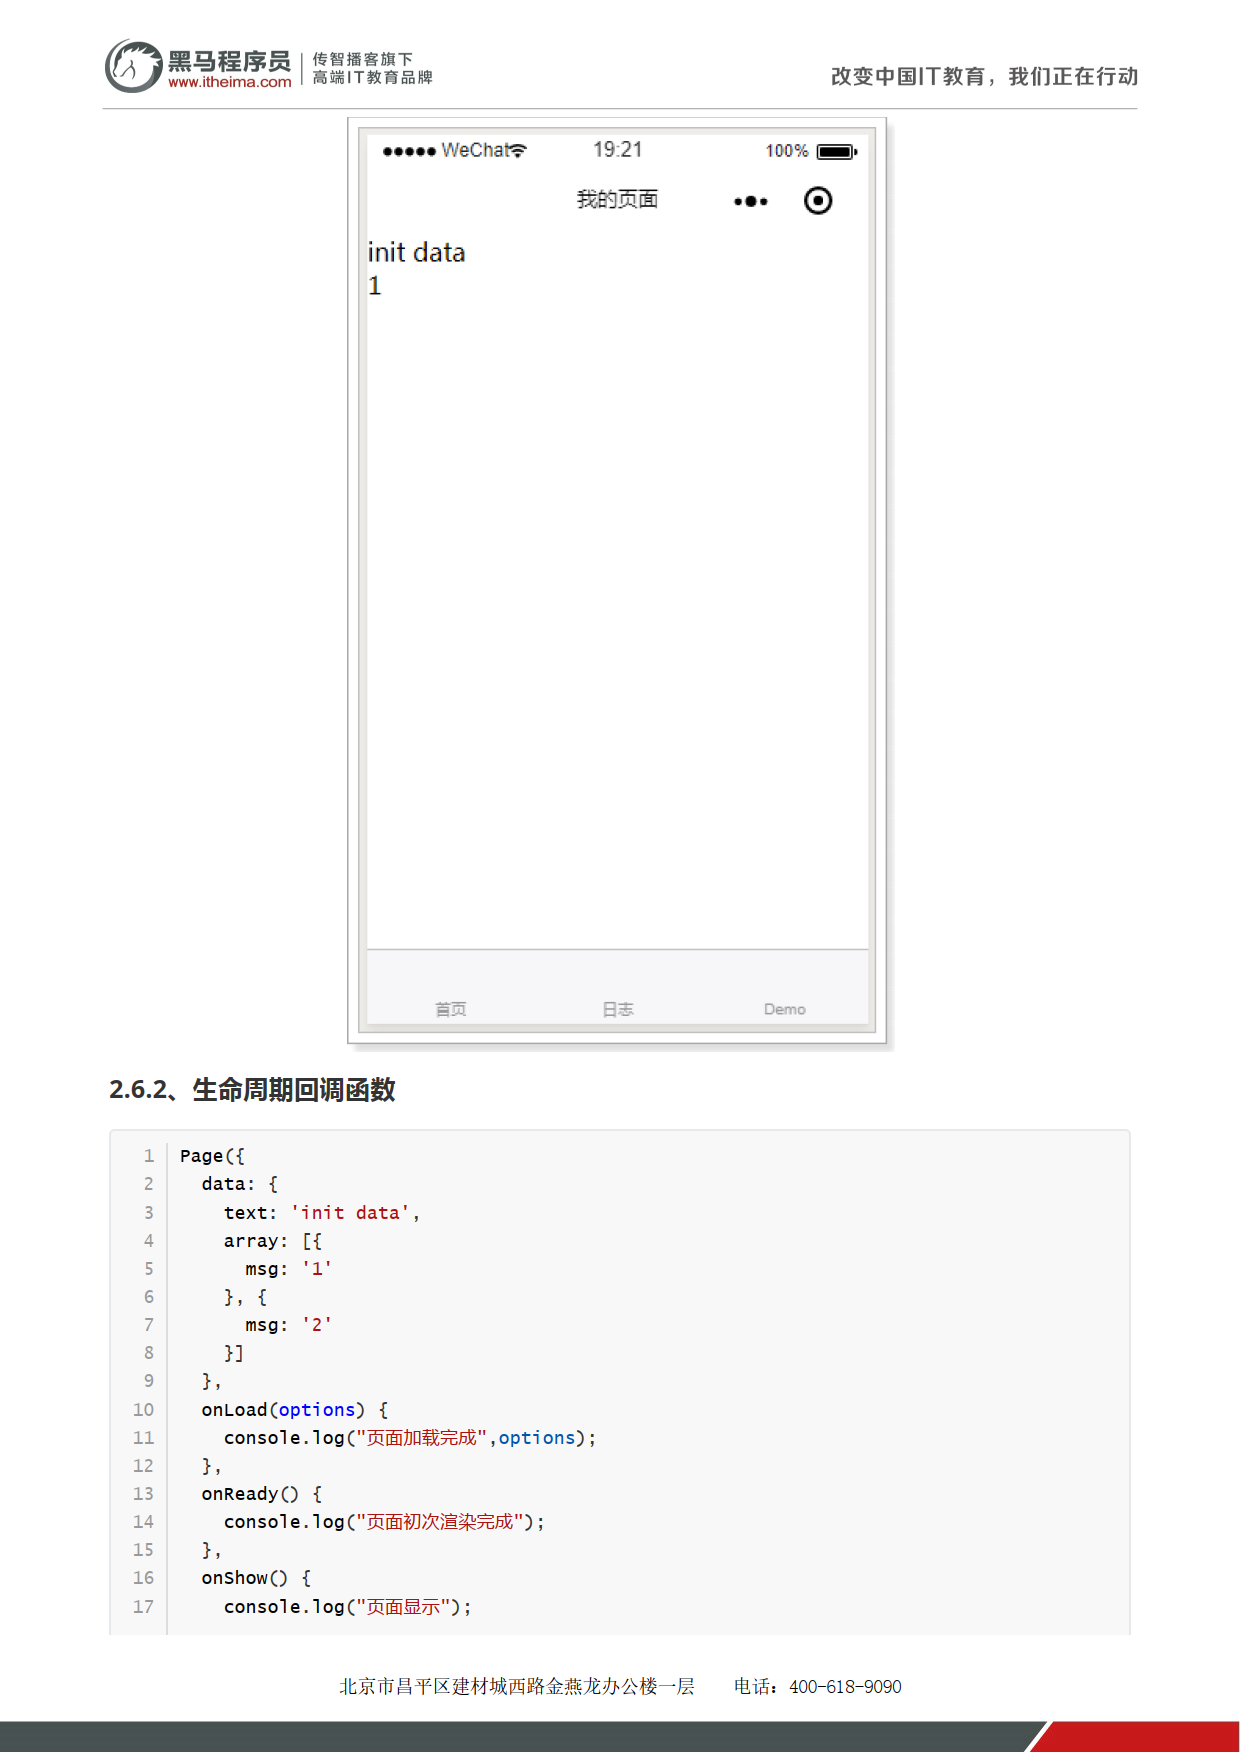 黑马程序员
www.itheima.com
传智播客旗下
高端IT教育品牌
改变中国IT教育，我们正在行动
WeChat 19:21 100%
我的页面
init data
1
首页 日志 Demo
2.6.2、生命周期回调函数
1 Page({
2   data: {
3     text: 'init data',
4     array: [{
5       msg: '1'
6     }, {
7       msg: '2'
8     }]
9   },
10   onLoad(options) {
11     console.log("页面加载完成",options);
12   },
13   onReady() {
14     console.log("页面初次渲染完成");
15   },
16   onShow() {
17     console.log("页面显示");
北京市昌平区建材城西路金燕龙办公楼一层 电话：400-618-9090